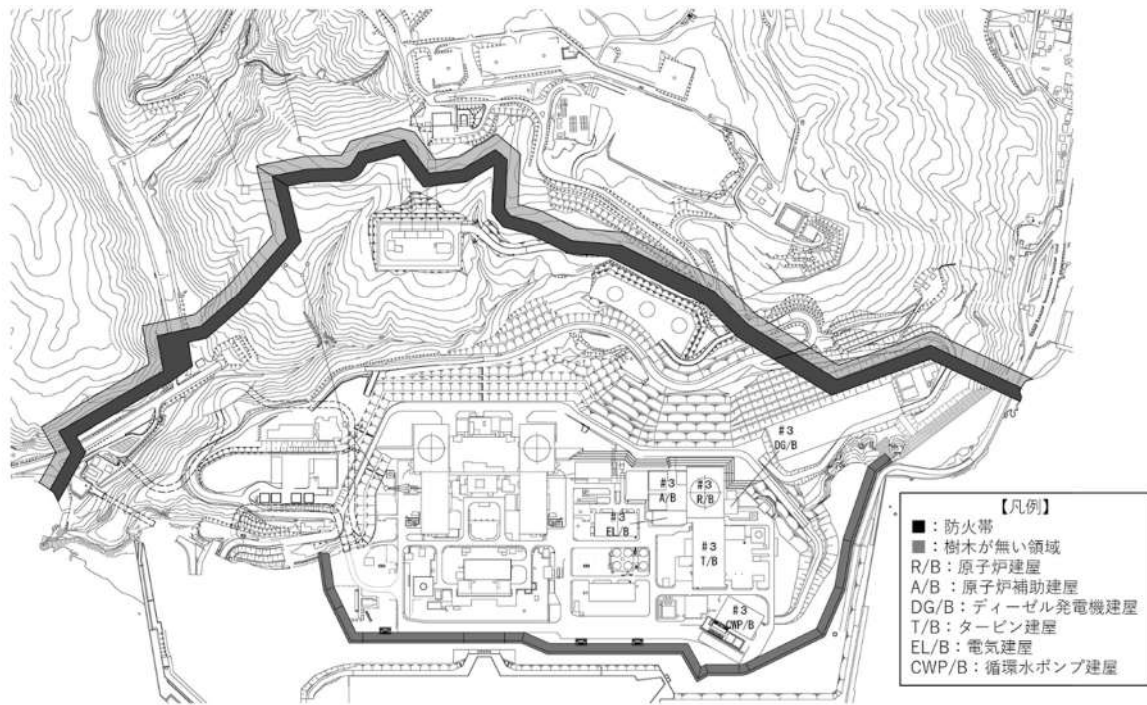 #3
DG/B
#3
A/B
#3
R/B
#3
EL/B
#3
T/B
#3
CWP/B
【凡例】
■：防火帯
■：樹木が無い領域
R/B：原子炉建屋
A/B：原子炉補助建屋
DG/B：ディーゼル発電機建屋
T/B：タービン建屋
EL/B：電気建屋
CWP/B：循環水ポンプ建屋